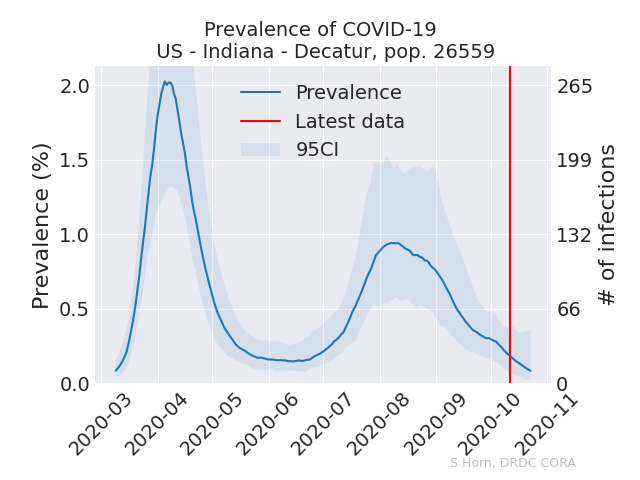 Prevalence of COVID-19
US - Indiana - Decatur, pop. 26559
Prevalence
Latest data
95CI
Prevalence (%)
2.0
1.5
1.0
0.5
0.0
265
199
132
66
0
# of infections
2020-03
2020-04
2020-05
2020-06
2020-07
2020-08
2020-09
2020-10
2020-11
S Horn, DRDC CORA